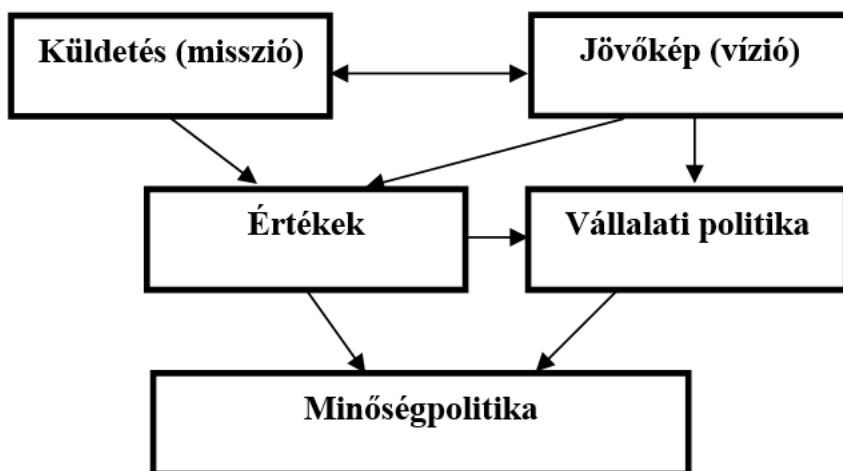 Küldetés (misszió)
Jövőkép (vízió)
Értékek
Vállalati politika
Minőségpolitika